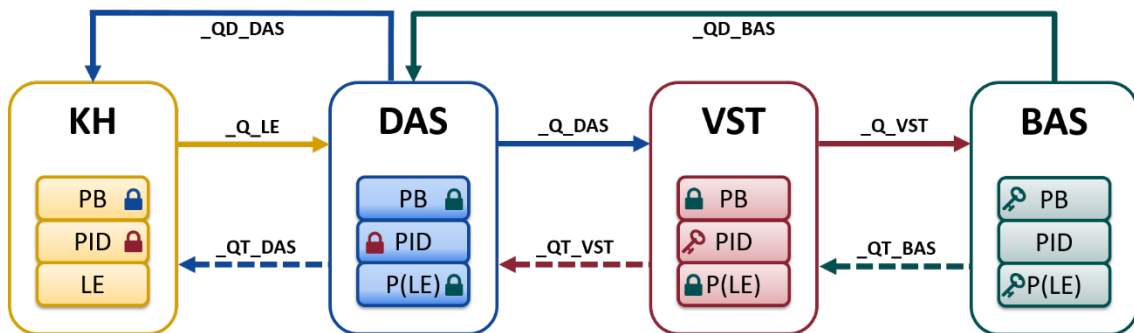 _QD_DAS
_QD_BAS
KH
_Q_LE
DAS
_Q_DAS
VST
_Q_VST
BAS
PB
PB
PB
PB
PID
PID
PID
PID
_QT_DAS
_QT_VST
_QT_BAS
LE
P(LE)
P(LE)
P(LE)